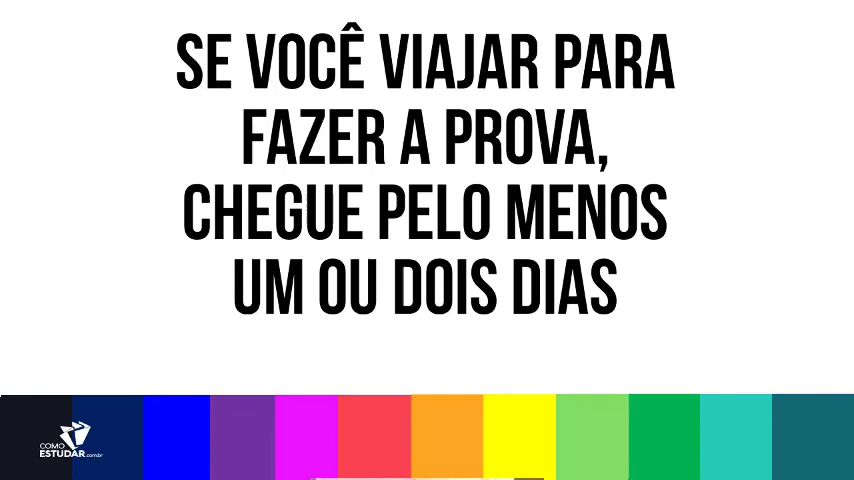 SE VOCÊ VIAJAR PARA
FAZER A PROVA,
CHEGUE PELO MENOS
UM OU DOIS DIAS
COMO
ESTUDAR.com.br